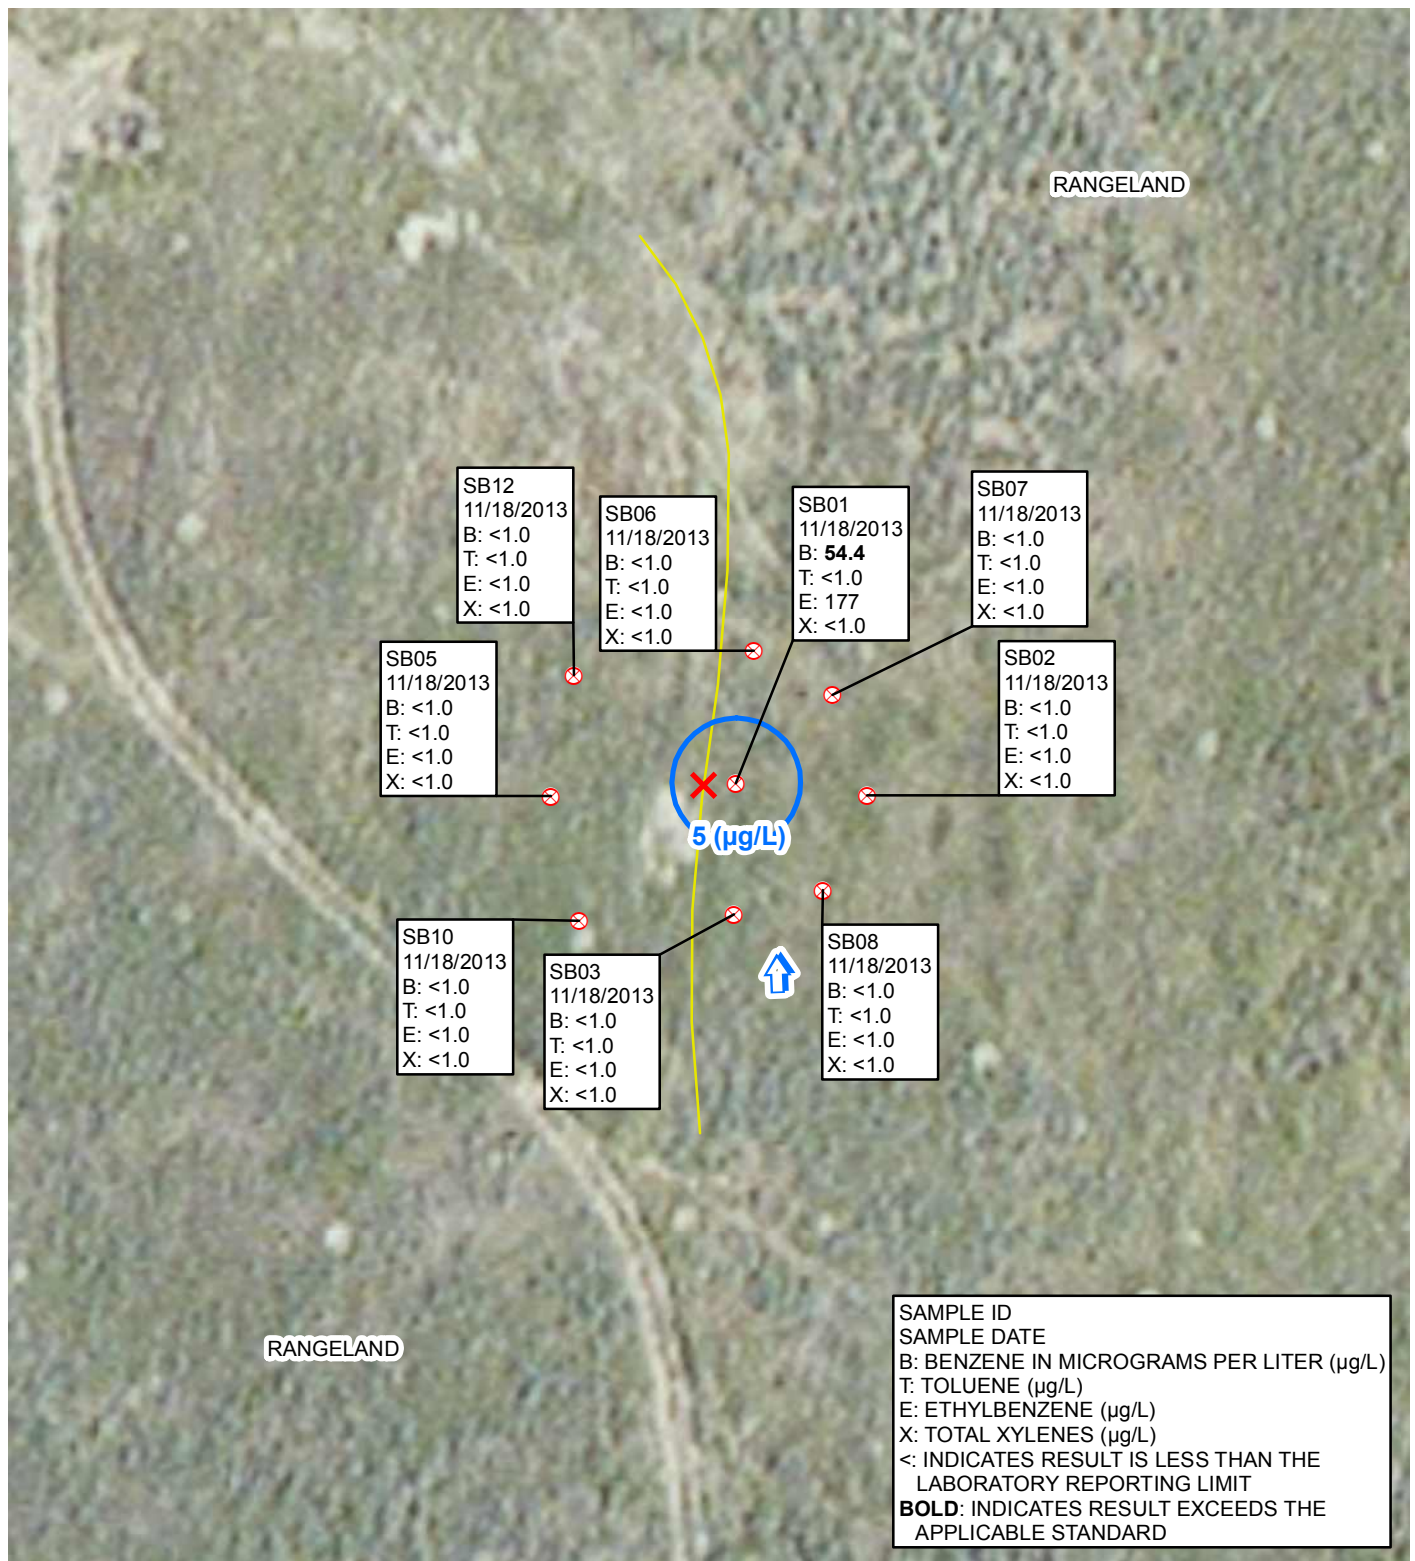 RANGELAND
SB12
11/18/2013
B: <1.0
T: <1.0
E: <1.0
X: <1.0
SB06
11/18/2013
B: <1.0
T: <1.0
E: <1.0
X: <1.0
SB01
11/18/2013
B: 54.4
T: <1.0
E: 177
X: <1.0
SB07
11/18/2013
B: <1.0
T: <1.0
E: <1.0
X: <1.0
SB05
11/18/2013
B: <1.0
T: <1.0
E: <1.0
X: <1.0
SB02
11/18/2013
B: <1.0
T: <1.0
E: <1.0
X: <1.0
5 (µg/L)
SB10
11/18/2013
B: <1.0
T: <1.0
E: <1.0
X: <1.0
SB03
11/18/2013
B: <1.0
T: <1.0
E: <1.0
X: <1.0
SB08
11/18/2013
B: <1.0
T: <1.0
E: <1.0
X: <1.0
RANGELAND
SAMPLE ID
SAMPLE DATE
B: BENZENE IN MICROGRAMS PER LITER (µg/L)
T: TOLUENE (µg/L)
E: ETHYLBENZENE (µg/L)
X: TOTAL XYLENES (µg/L)
<: INDICATES RESULT IS LESS THAN THE
LABORATORY REPORTING LIMIT
BOLD: INDICATES RESULT EXCEEDS THE
APPLICABLE STANDARD